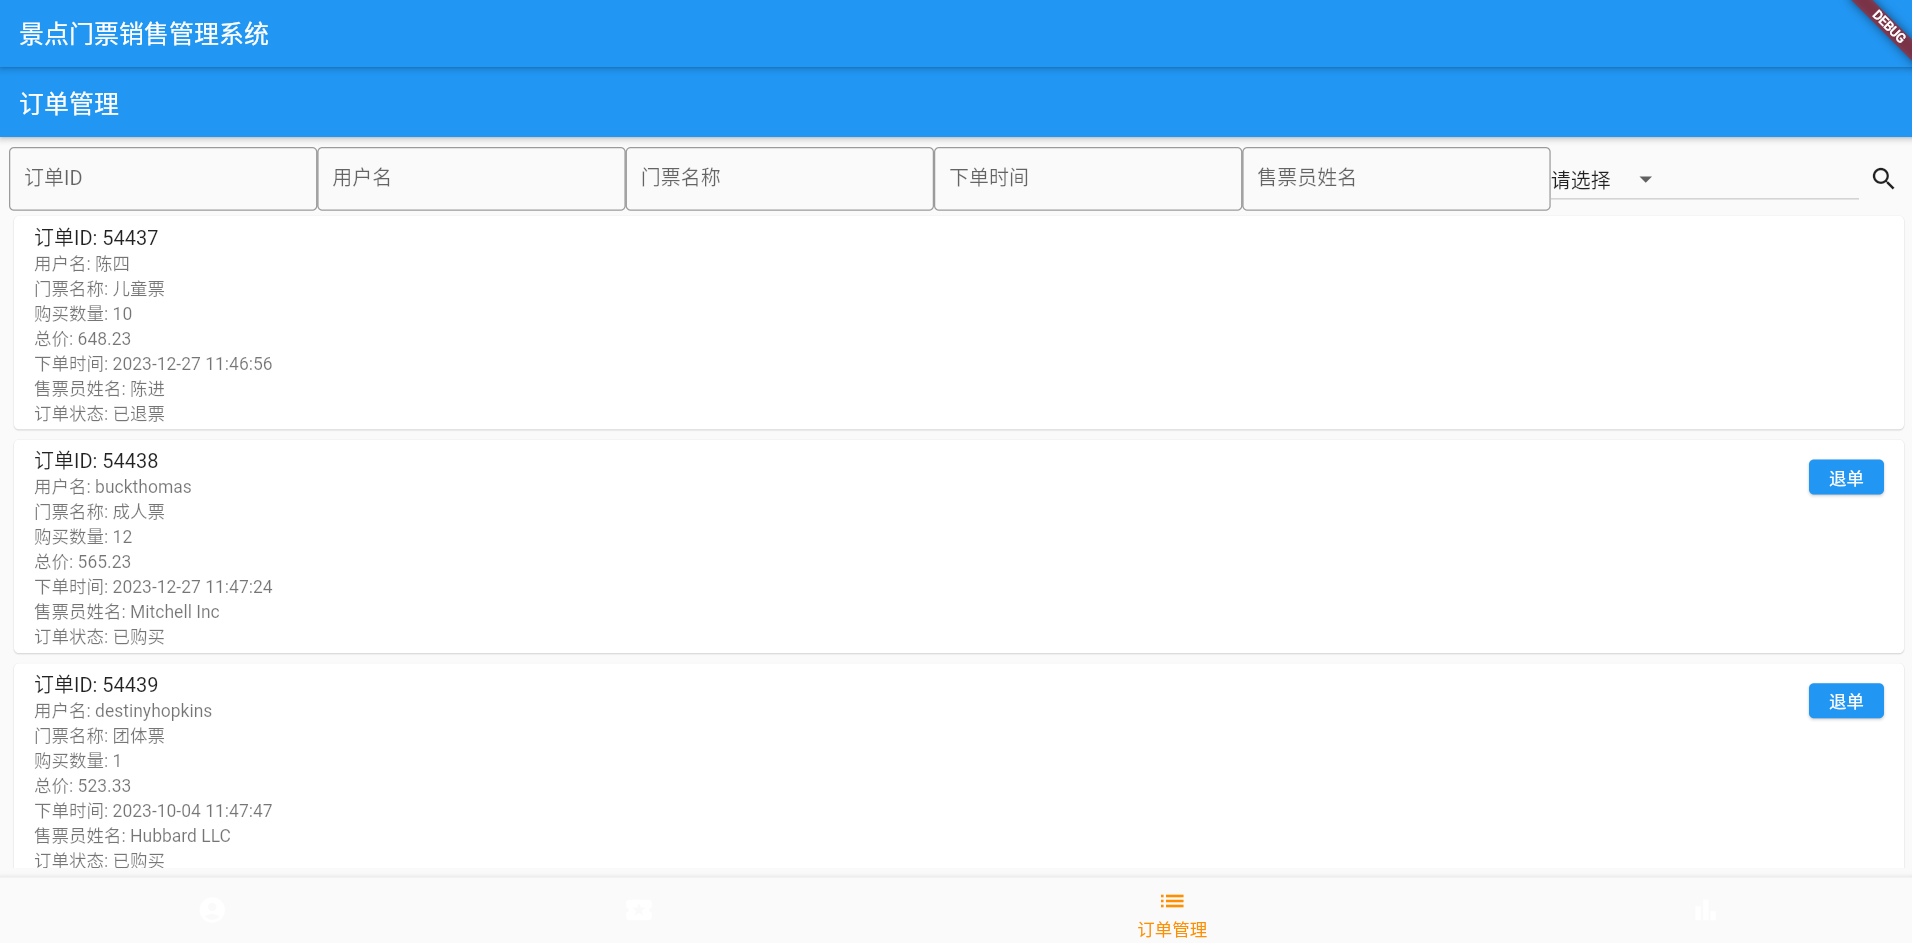 景点门票销售管理系统
DEBUG
订单管理
订单ID
用户名
门票名称
下单时间
售票员姓名
请选择
订单ID: 54437
用户名: 陈四
门票名称: 儿童票
购买数量: 10
总价: 648.23
下单时间: 2023-12-27 11:46:56
售票员姓名: 陈进
订单状态: 已退票
订单ID: 54438
退单
用户名: buckthomas
门票名称: 成人票
购买数量: 12
总价: 565.23
下单时间: 2023-12-27 11:47:24
售票员姓名: Mitchell Inc
订单状态: 已购买
订单ID: 54439
退单
用户名: destinyhopkins
门票名称: 团体票
购买数量: 1
总价: 523.33
下单时间: 2023-10-04 11:47:47
售票员姓名: Hubbard LLC
订单状态: 已购买
订单管理